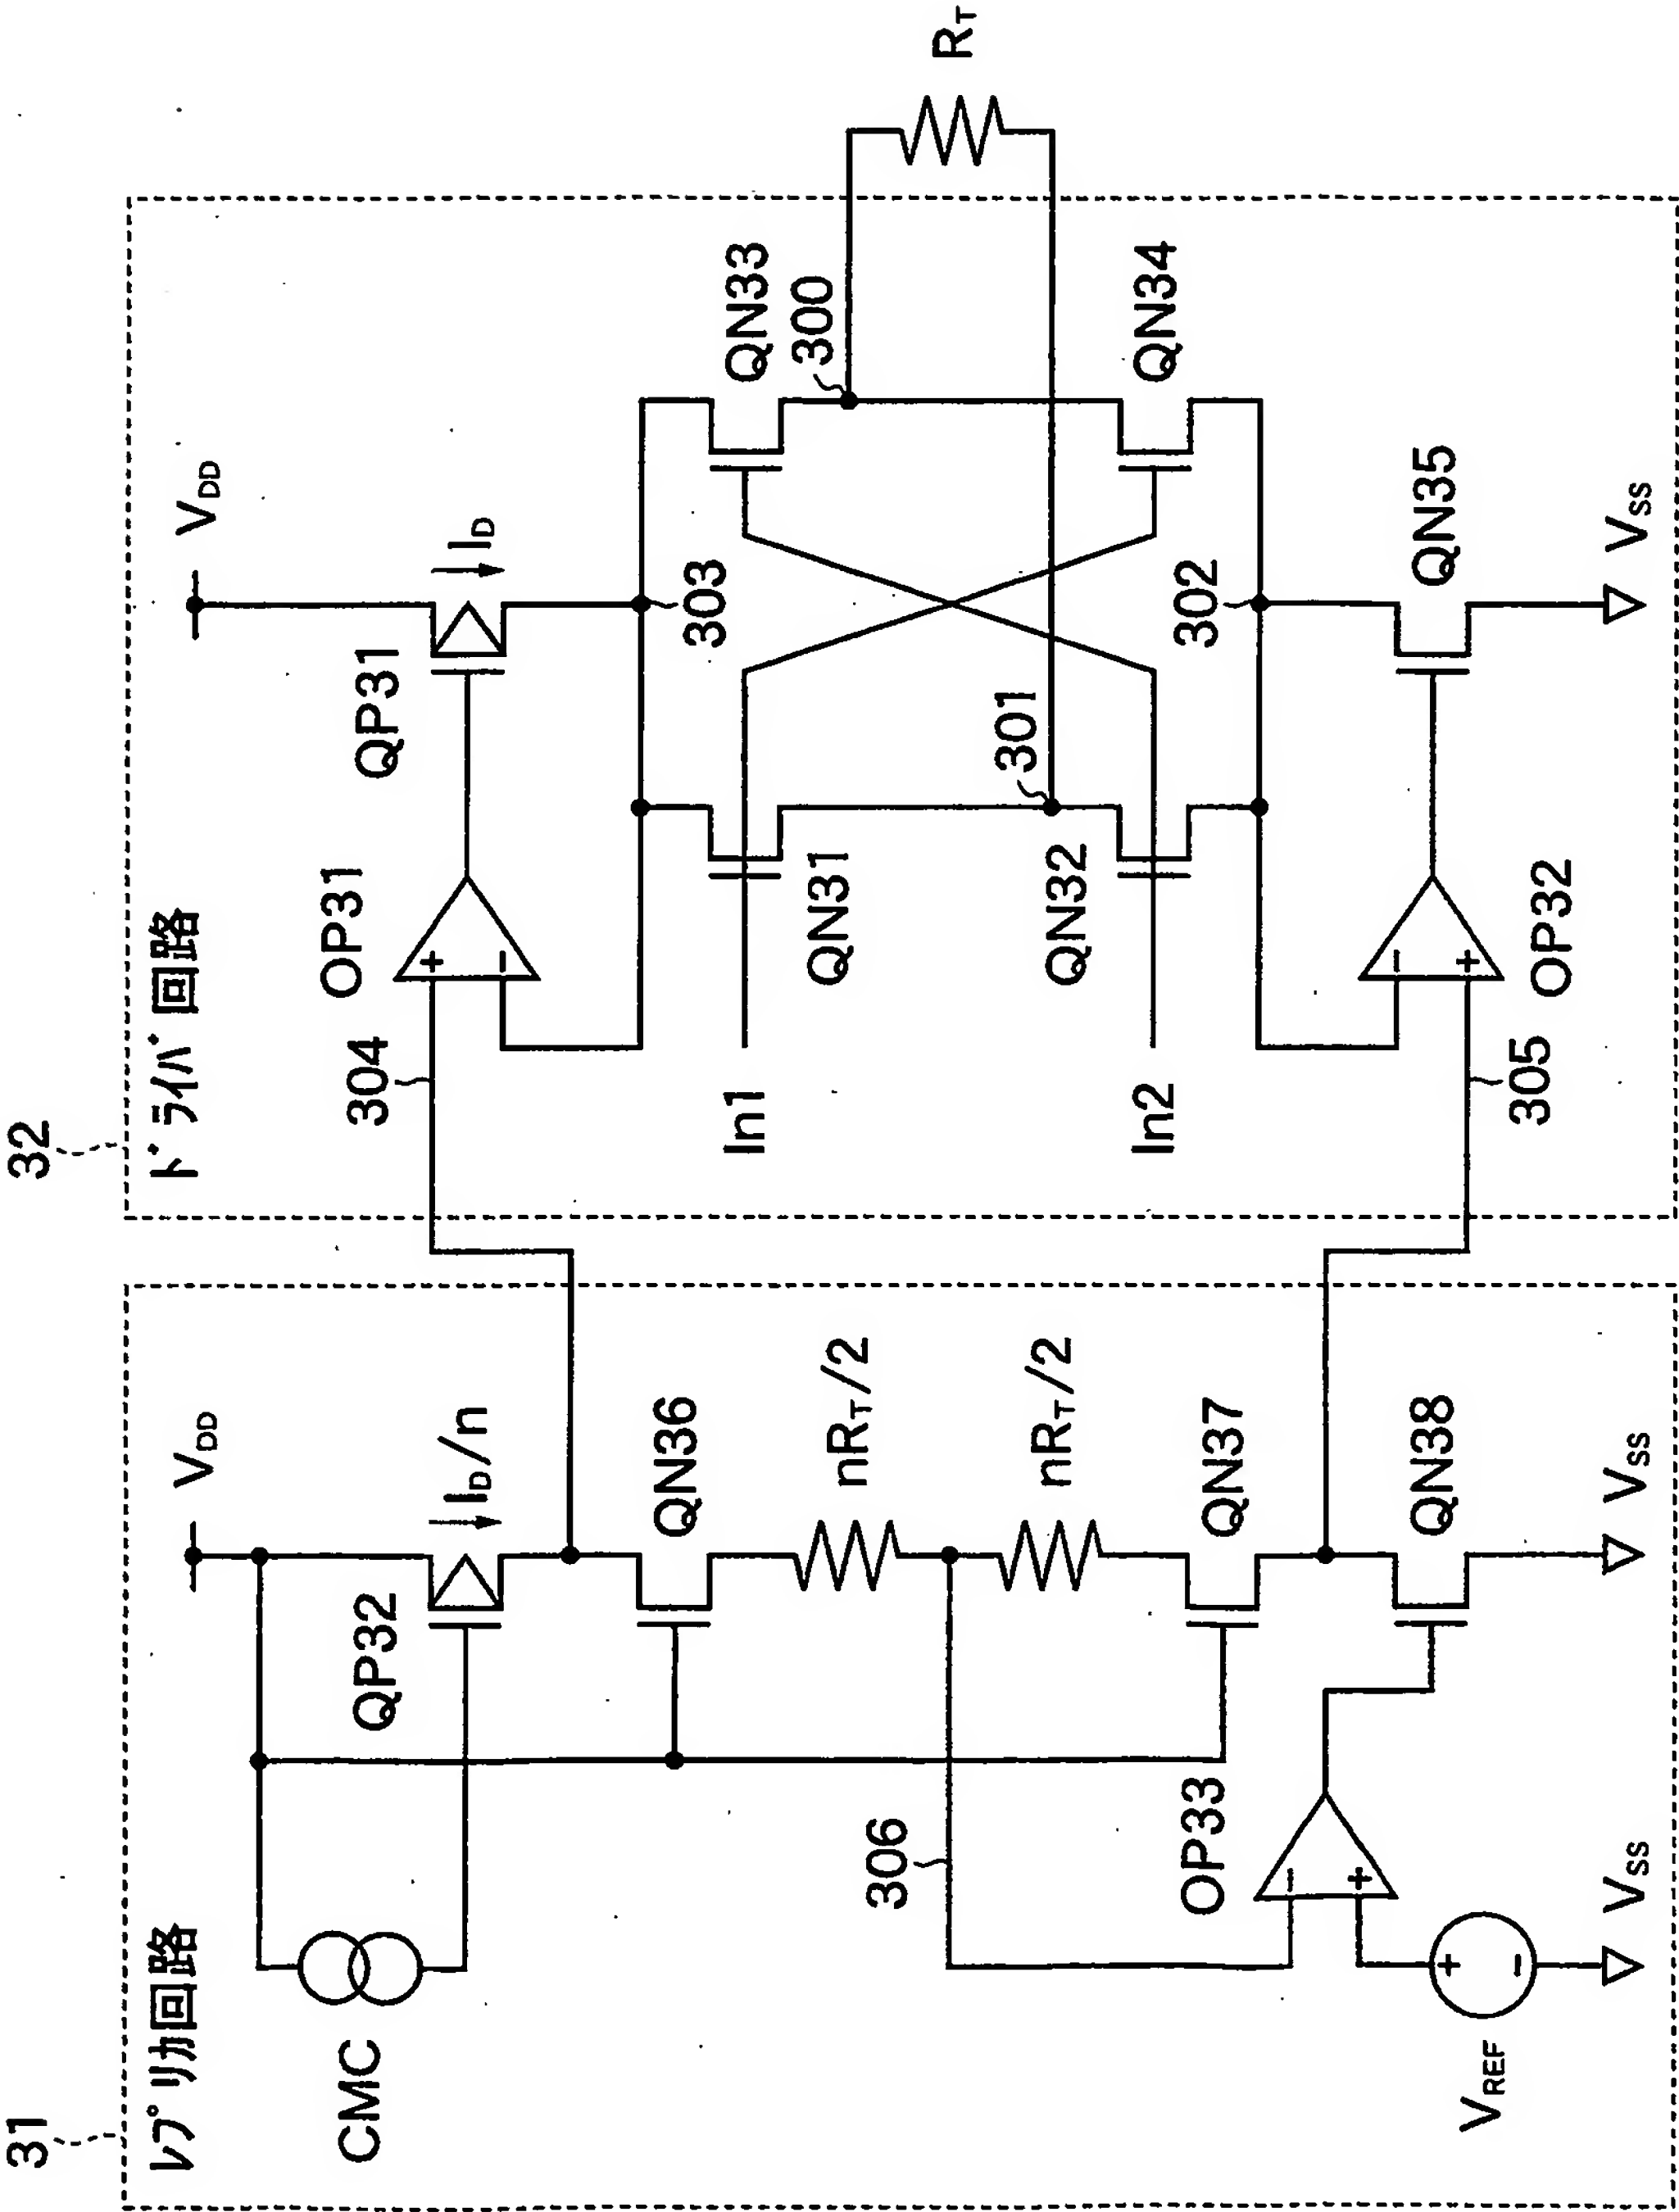 31
レプリカ回路
CMC
V_DD
QP32
I_D/n
QN36
nR_T/2
306
nR_T/2
QN37
OP33
QN38
V_REF
V_SS
V_SS
+
−
+
−
32
ドライバ回路
304
OP31
+
−
QP31
V_DD
I_D
303
In1
QN31
QN33
300
R_T
301
In2
QN32
QN34
302
305
OP32
−
+
QN35
V_SS